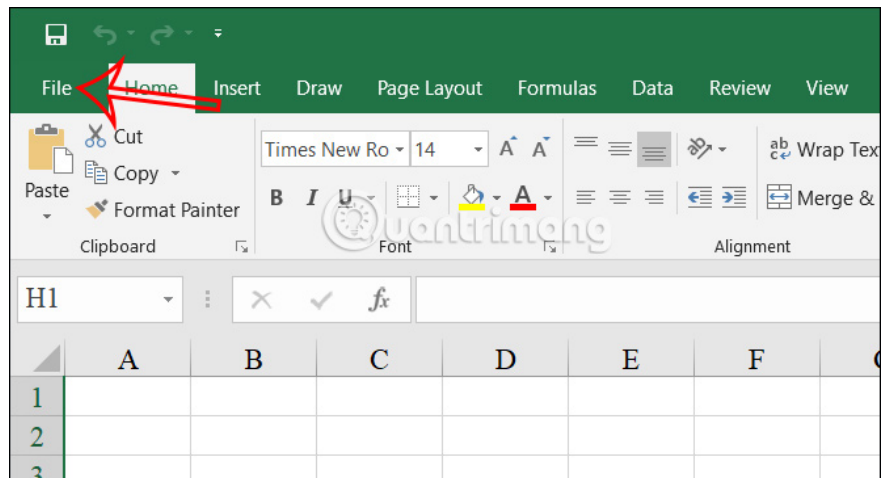 File Home Insert Draw Page Layout Formulas Data Review View
Cut
Times New Ro 14 A A ab Wrap Tex
Copy
Paste
B I U A Merge &
Format Painter
Quantrimang
Clipboard Font Alignment
H1 fx
A B C D E F
1
2
3